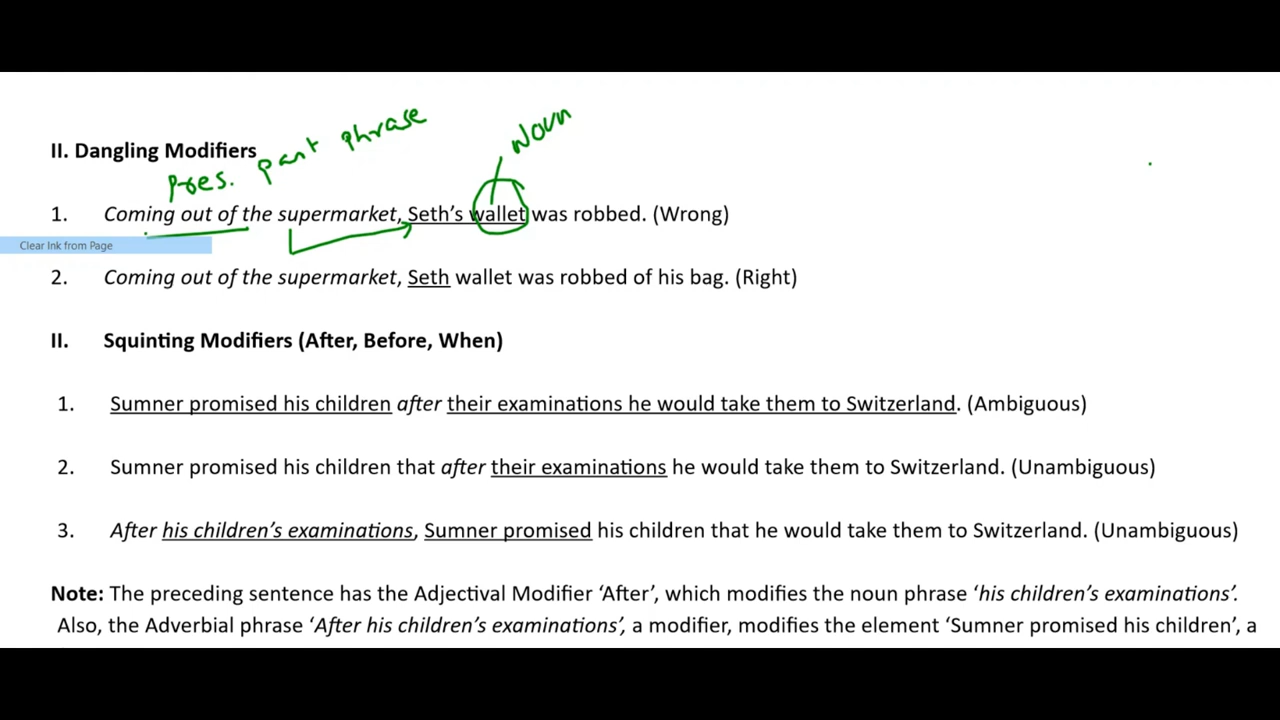 pres. part phrase
Noun
II. Dangling Modifiers
1. Coming out of the supermarket, Seth’s wallet was robbed. (Wrong)
Clear Ink from Page
2. Coming out of the supermarket, Seth wallet was robbed of his bag. (Right)
II. Squinting Modifiers (After, Before, When)
1. Sumner promised his children after their examinations he would take them to Switzerland. (Ambiguous)
2. Sumner promised his children that after their examinations he would take them to Switzerland. (Unambiguous)
3. After his children’s examinations, Sumner promised his children that he would take them to Switzerland. (Unambiguous)
Note: The preceding sentence has the Adjectival Modifier ‘After’, which modifies the noun phrase ‘his children’s examinations’.
Also, the Adverbial phrase ‘After his children’s examinations’, a modifier, modifies the element ‘Sumner promised his children’, a